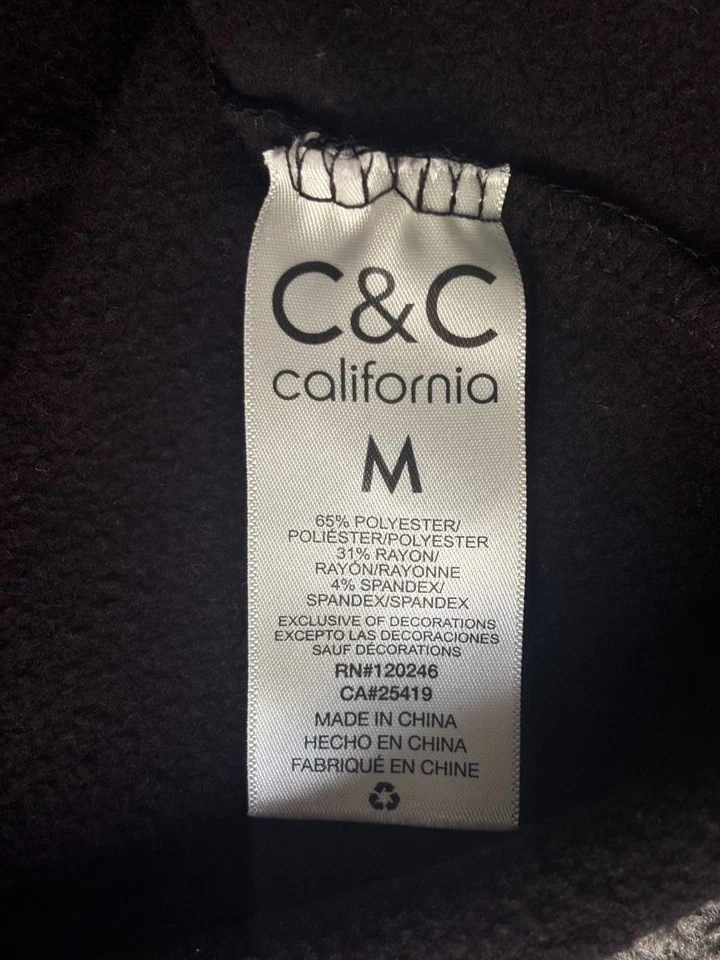 C&C
california
M
65% POLYESTER/
POLIÉSTER/POLYESTER
31% RAYON/
RAYÓN/RAYONNE
4% SPANDEX/
SPANDEX/SPANDEX
EXCLUSIVE OF DECORATIONS
EXCEPTO LAS DECORACIONES
SAUF DÉCORATIONS
RN#120246
CA#25419
MADE IN CHINA
HECHO EN CHINA
FABRIQUÉ EN CHINE